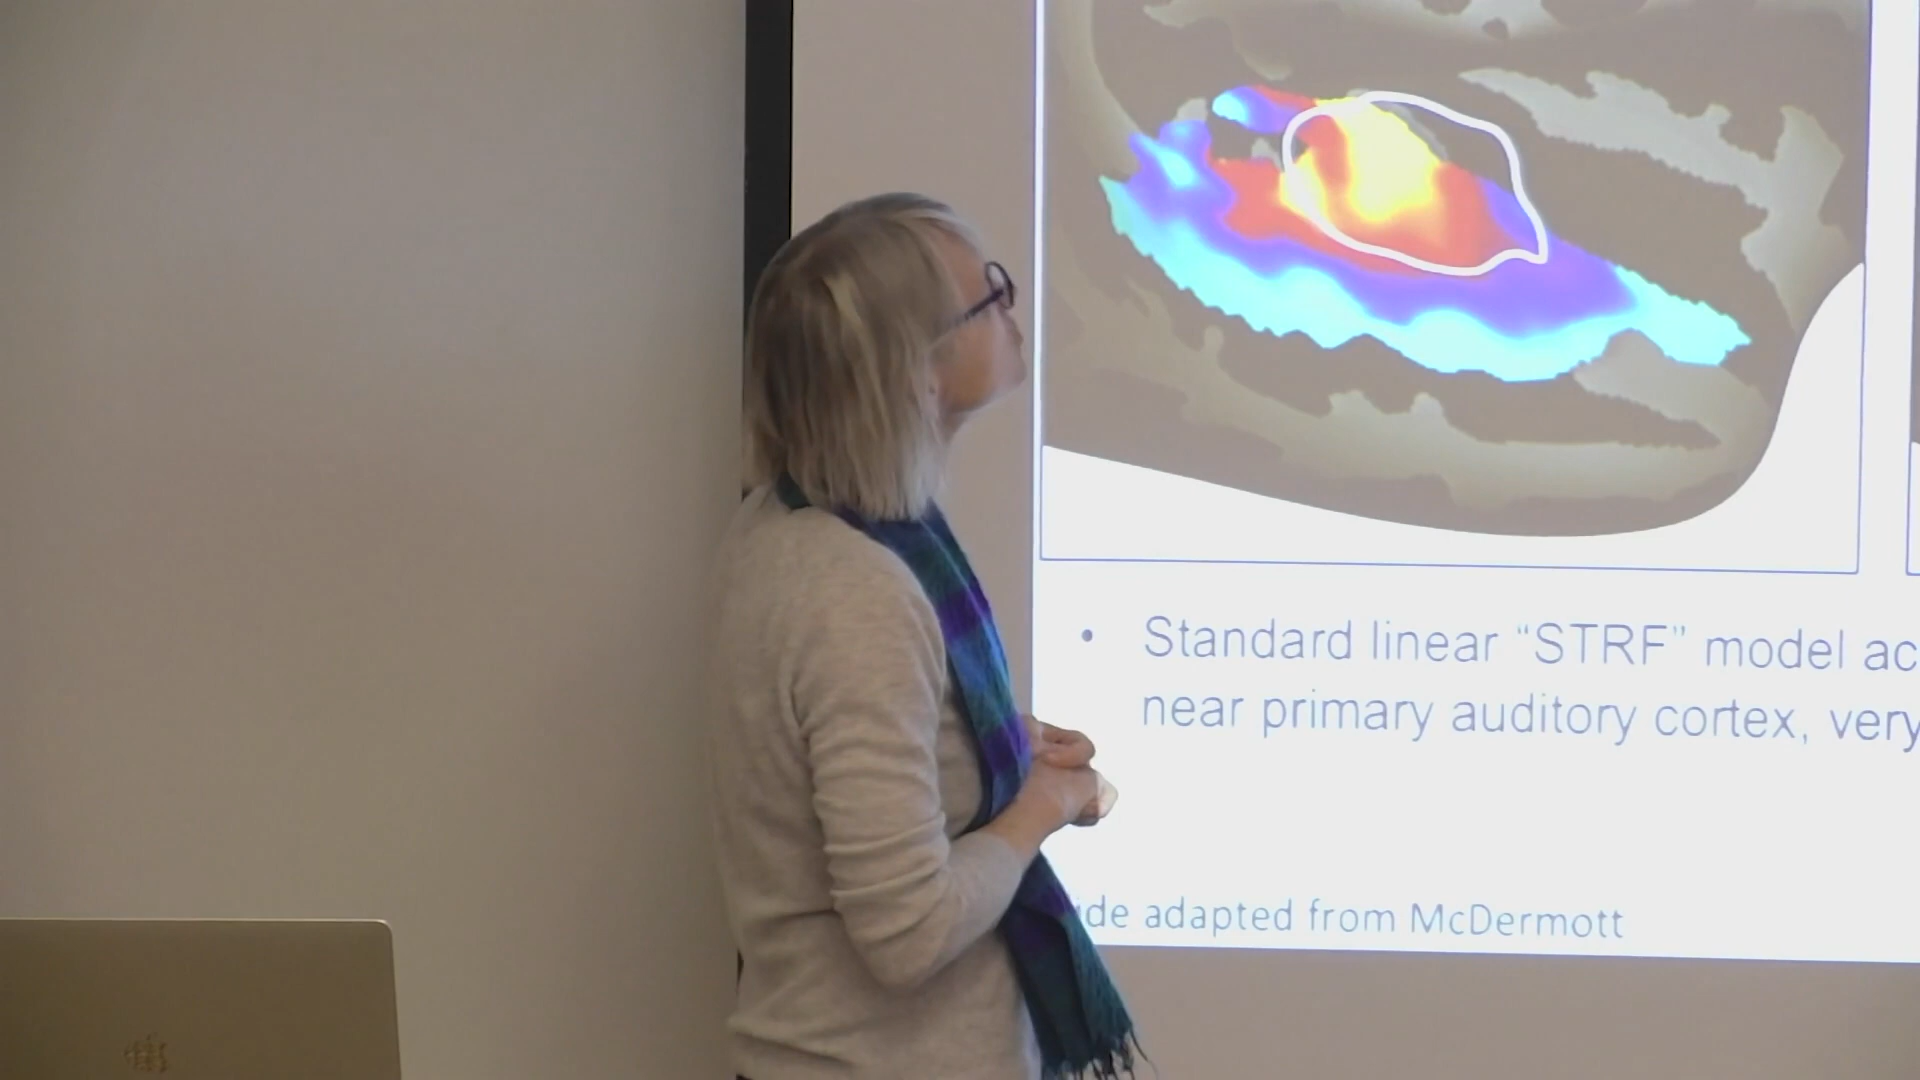 • Standard linear “STRF” model ac
near primary auditory cortex, very
ide adapted from McDermott